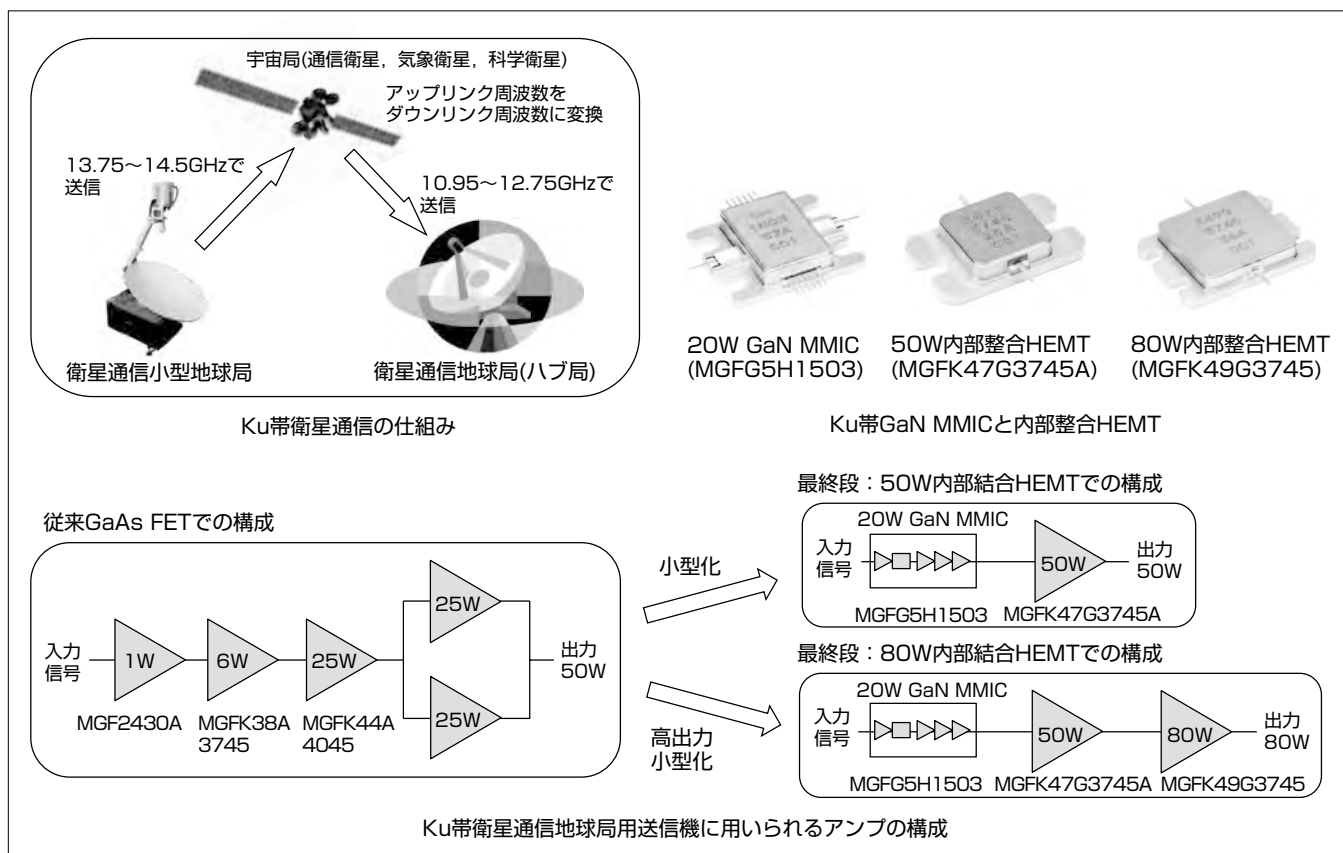 宇宙局(通信衛星，気象衛星，科学衛星)
アップリンク周波数を
ダウンリンク周波数に変換
13.75～14.5GHzで
送信
10.95～12.75GHzで
送信
衛星通信小型地球局
衛星通信地球局(ハブ局)
Ku帯衛星通信の仕組み
20W GaN MMIC
(MGFG5H1503)
50W内部整合HEMT
(MGFK47G3745A)
80W内部整合HEMT
(MGFK49G3745)
Ku帯GaN MMICと内部整合HEMT
従来GaAs FETでの構成
入力
信号
1W
6W
25W
25W
25W
出力
50W
MGF2430A
MGFK38A
3745
MGFK44A
4045
小型化
高出力
小型化
最終段：50W内部結合HEMTでの構成
20W GaN MMIC
入力
信号
50W
出力
50W
MGFG5H1503
MGFK47G3745A
最終段：80W内部結合HEMTでの構成
20W GaN MMIC
入力
信号
50W
80W
出力
80W
MGFG5H1503
MGFK47G3745A
MGFK49G3745
Ku帯衛星通信地球局用送信機に用いられるアンプの構成